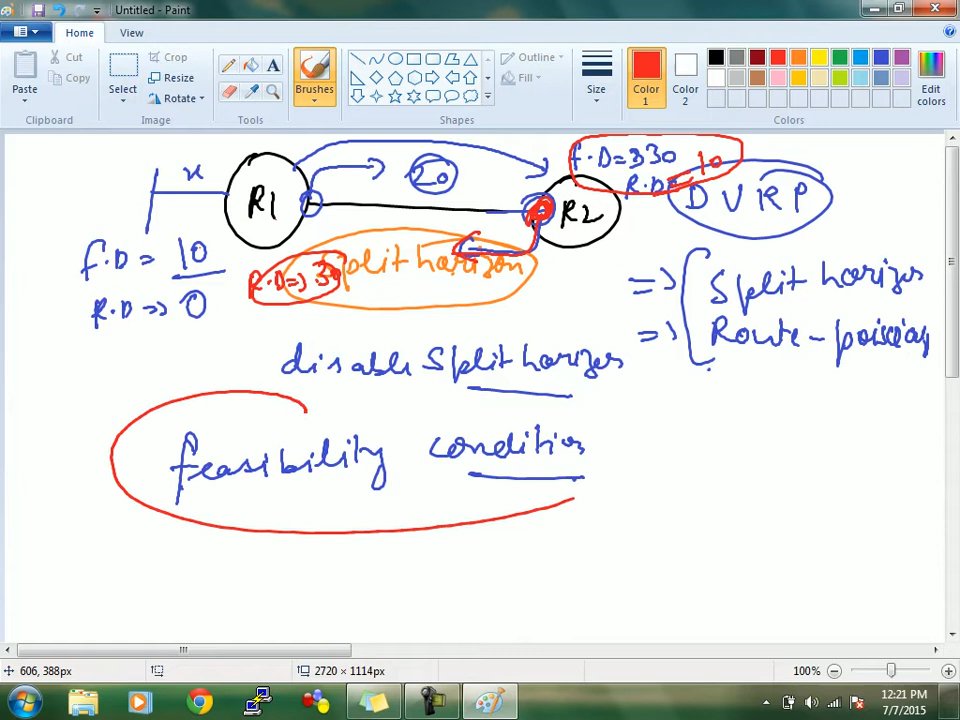 Untitled - Paint
Home
View
Paste
Cut
Copy
Clipboard
Select
Crop
Resize
Rotate
Image
Tools
Brushes
Shapes
Outline
Fill
Size
Color 1
Color 2
Edit colors
Colors
x
R1
20
R2
f.D=330
10
R.D=
DVRP
f.D = 10
R.D => 0
Split horizon
R.D=> 30
=> Split horizon
=> Route-
disable Split horizon
feasibility condition
606, 388px
2720 × 1114px
100%
12:21 PM
7/7/2015